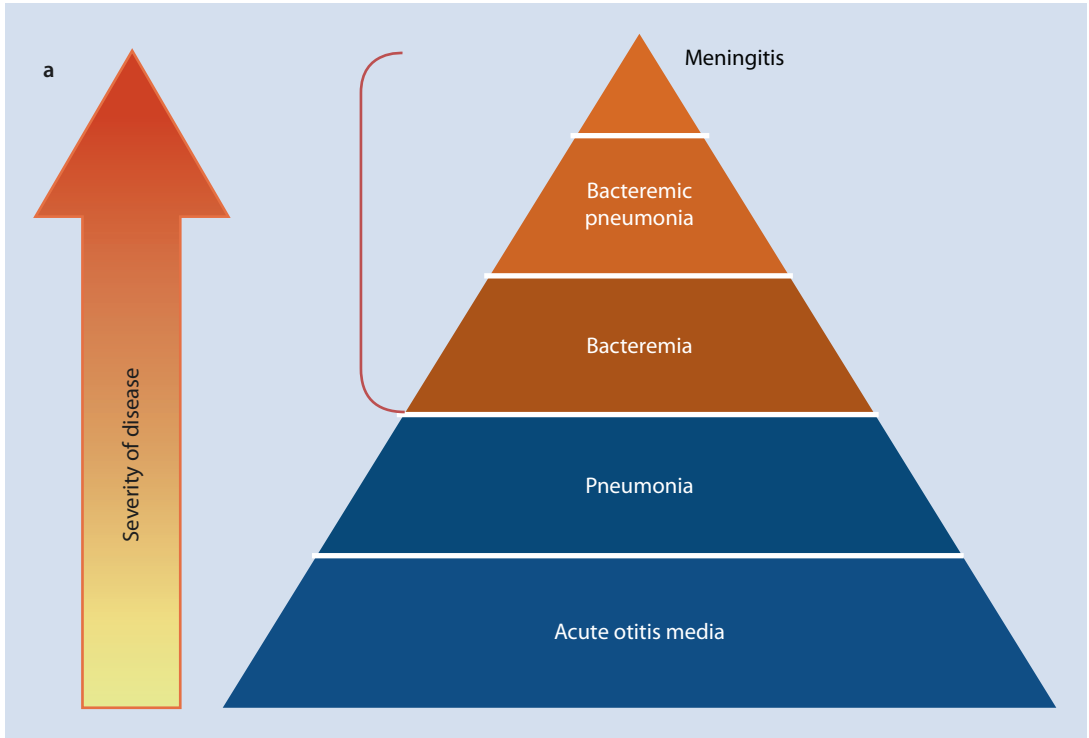 a
Meningitis
Bacteremic
pneumonia
Bacteremia
Severity of disease
Pneumonia
Acute otitis media